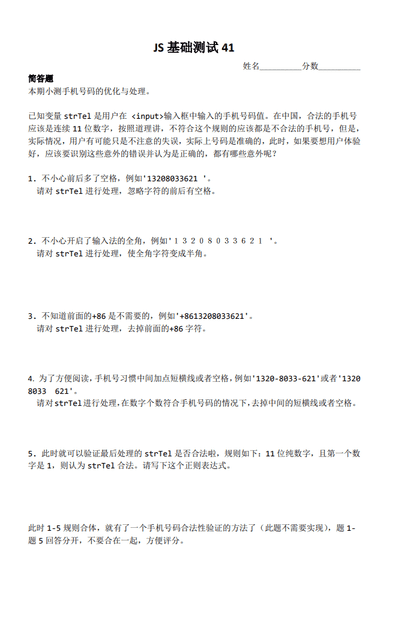 JS 基础测试 41
姓名__________分数__________
简答题
本期小测手机号码的优化与处理。
已知变量 strTel 是用户在 <input>输入框中输入的手机号码值。在中国，合法的手机号
应该是连续 11 位数字，按照道理讲，不符合这个规则的应该都是不合法的手机号，但是，
实际情况，用户有可能只是不注意的失误，实际上号码是准确的，此时，如果要想用户体验
好，应该要识别这些意外的错误并认为是正确的，都有哪些意外呢？
1. 不小心前后多了空格，例如'13208033621 '。
请对 strTel 进行处理，忽略字符的前后有空格。
2. 不小心开启了输入法的全角，例如'１３２０８０３３６２１ '。
请对 strTel 进行处理，使全角字符变成半角。
3. 不知道前面的+86 是不需要的，例如'+8613208033621'。
请对 strTel 进行处理，去掉前面的+86 字符。
4. 为了方便阅读，手机号习惯中间加点短横线或者空格，例如'1320-8033-621'或者'1320
8033  621'。
请对 strTel 进行处理，在数字个数符合手机号码的情况下，去掉中间的短横线或者空格。
5. 此时就可以验证最后处理的 strTel 是否合法啦，规则如下：11 位纯数字，且第一个数
字是 1，则认为 strTel 合法。请写下这个正则表达式。
此时 1-5 规则合体，就有了一个手机号码合法性验证的方法了（此题不需要实现），题 1-
题 5 回答分开，不要合在一起，方便评分。